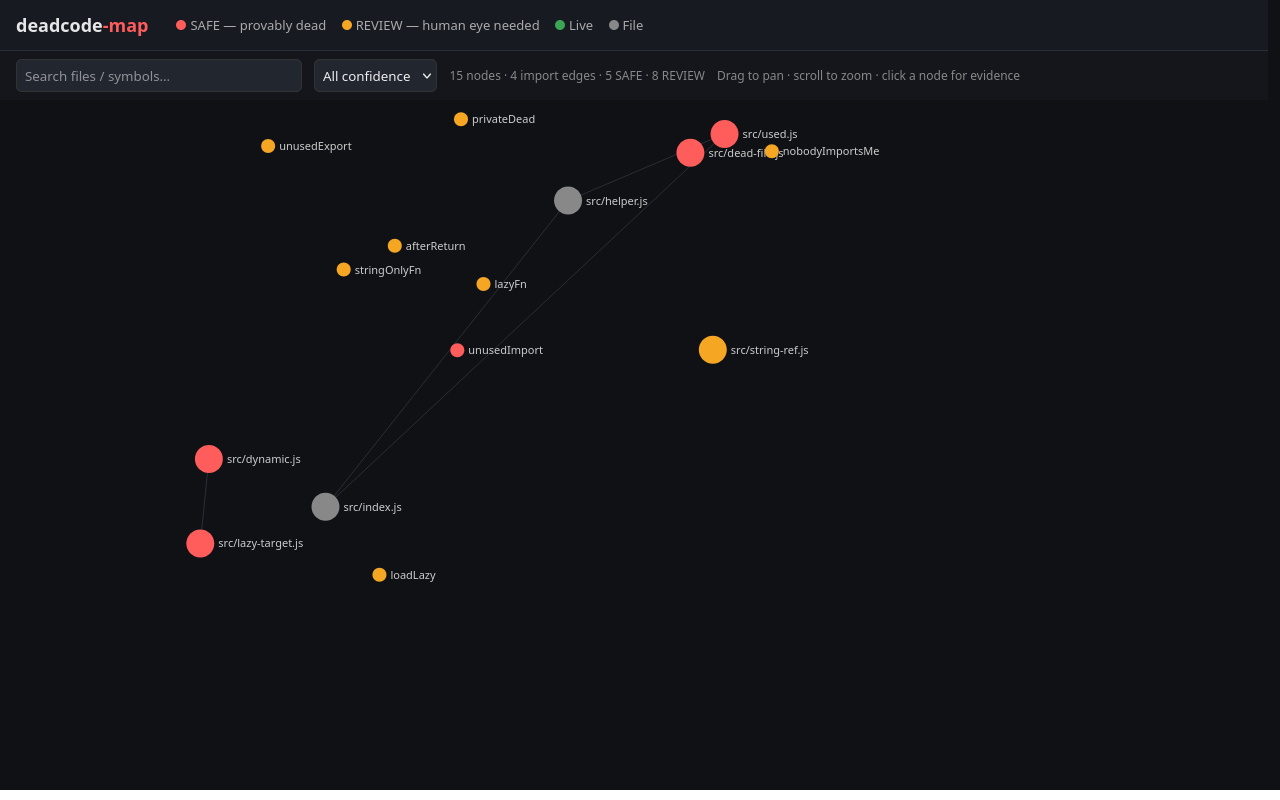 deadcode-map
SAFE — provably dead
REVIEW — human eye needed
Live
File
Search files / symbols…
All confidence
15 nodes · 4 import edges · 5 SAFE · 8 REVIEW
Drag to pan · scroll to zoom · click a node for evidence
privateDead
src/used.js
unusedExport
src/dead-file.js
nobodyImportsMe
src/helper.js
afterReturn
stringOnlyFn
lazyFn
unusedImport
src/string-ref.js
src/dynamic.js
src/index.js
src/lazy-target.js
loadLazy